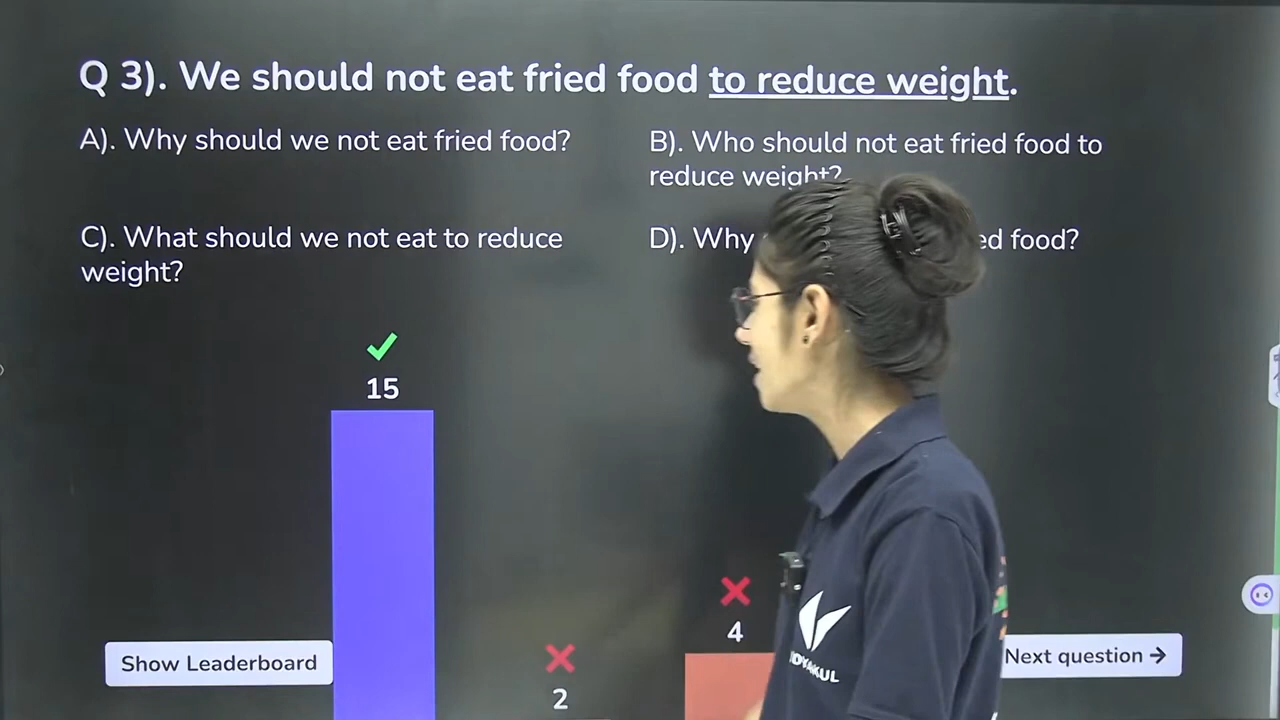 Q 3). We should not eat fried food to reduce weight.
A). Why should we not eat fried food?
B). Who should not eat fried food to
reduce weight?
C). What should we not eat to reduce
weight?
D). Why
food?
15
2
4
Show Leaderboard
Next question →